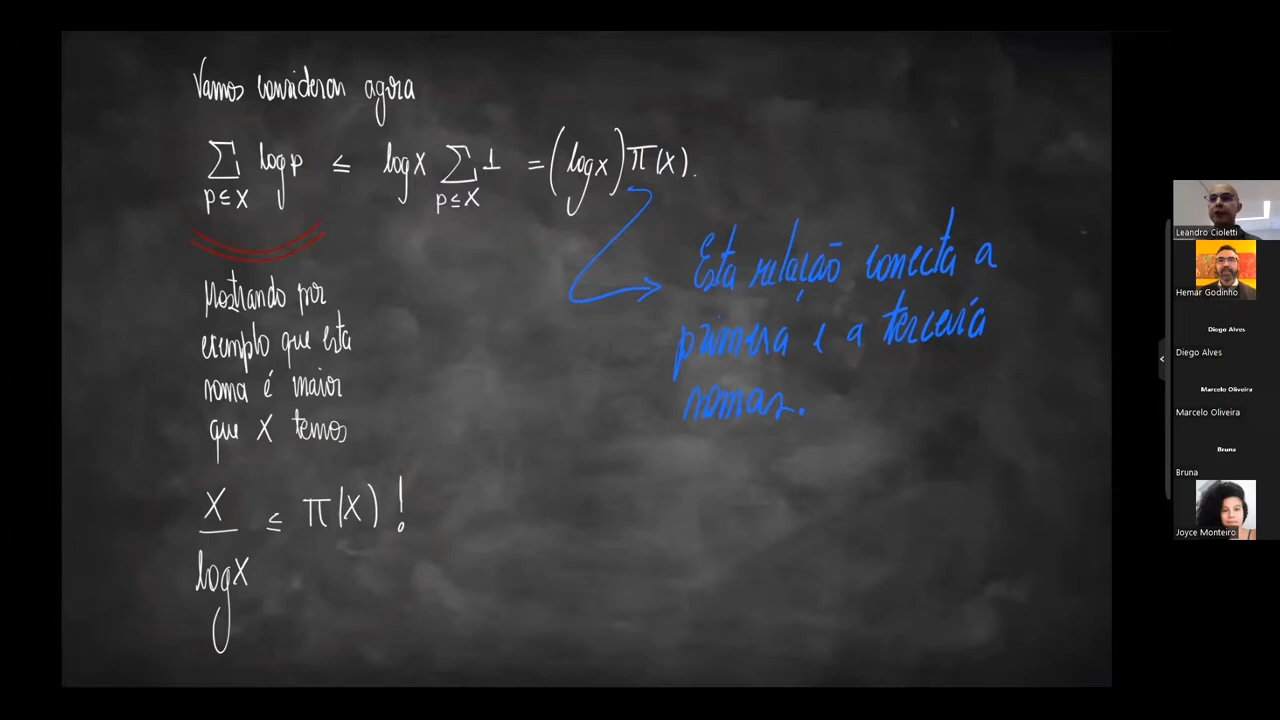 Vamos considerar agora
∑ log p ≤ log x ∑ 1 = (log x) π(x).
p≤x p≤x
Mostrando por
exemplo que esta
soma é maior
que x temos
x ≤ π(x) !
log x
Esta relação conecta a
primeira e a terceira
somas.
Leandro Cioletti
Hemar Godinho
Diego Alves
Diego Alves
Marcelo Oliveira
Marcelo Oliveira
Bruna
Bruna
Joyce Monteiro